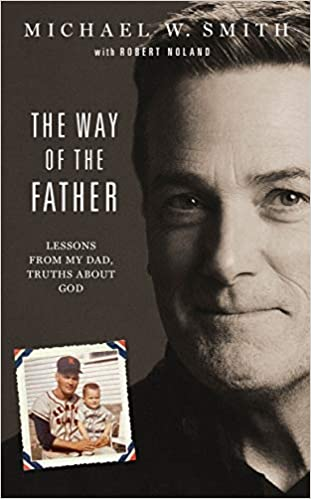 MICHAEL W. SMITH
with ROBERT NOLAND
THE WAY
OF THE
FATHER
LESSONS
FROM MY DAD,
TRUTHS ABOUT
GOD